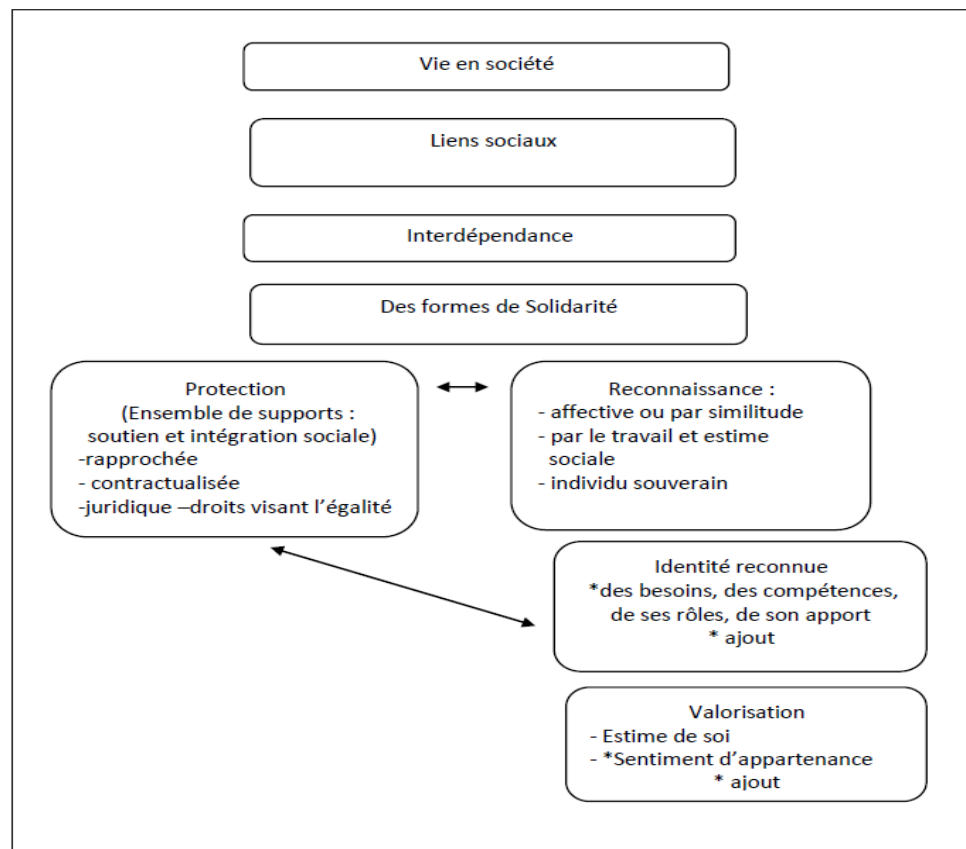 Vie en société
Liens sociaux
Interdépendance
Des formes de Solidarité
Protection
(Ensemble de supports :
soutien et intégration sociale)
-rapprochée
- contractualisée
-juridique –droits visant l’égalité
Reconnaissance :
- affective ou par similitude
- par le travail et estime
sociale
- individu souverain
Identité reconnue
*des besoins, des compétences,
de ses rôles, de son apport
* ajout
Valorisation
- Estime de soi
- *Sentiment d’appartenance
* ajout